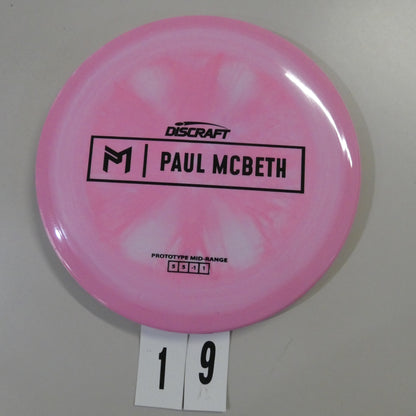 DISCRAFT
M | PAUL MCBETH
PROTOTYPE MID-RANGE
5 5 -1 1
1 9